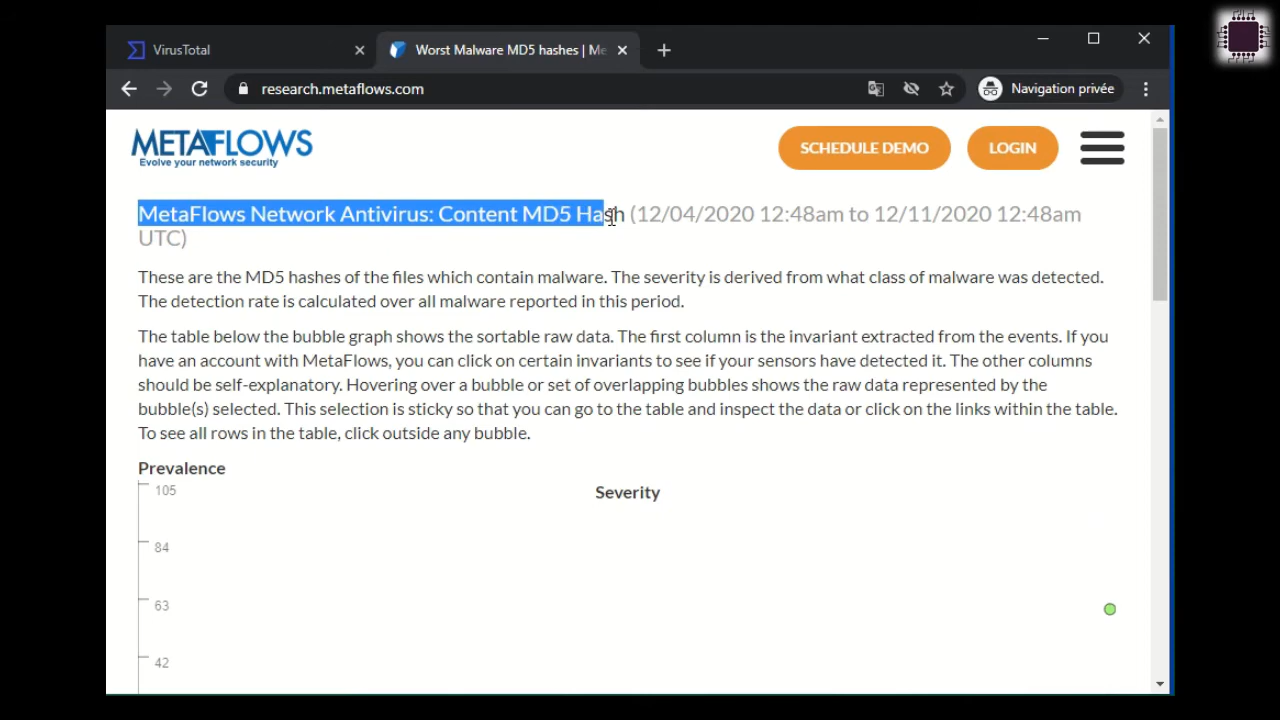 VirusTotal
Worst Malware MD5 hashes | Me
research.metaflows.com
Navigation privée
METAFLOWS
Evolve your network security
SCHEDULE DEMO
LOGIN
MetaFlows Network Antivirus: Content MD5 Hash (12/04/2020 12:48am to 12/11/2020 12:48am
UTC)
These are the MD5 hashes of the files which contain malware. The severity is derived from what class of malware was detected.
The detection rate is calculated over all malware reported in this period.
The table below the bubble graph shows the sortable raw data. The first column is the invariant extracted from the events. If you
have an account with MetaFlows, you can click on certain invariants to see if your sensors have detected it. The other columns
should be self-explanatory. Hovering over a bubble or set of overlapping bubbles shows the raw data represented by the
bubble(s) selected. This selection is sticky so that you can go to the table and inspect the data or click on the links within the table.
To see all rows in the table, click outside any bubble.
Prevalence
105
Severity
84
63
42